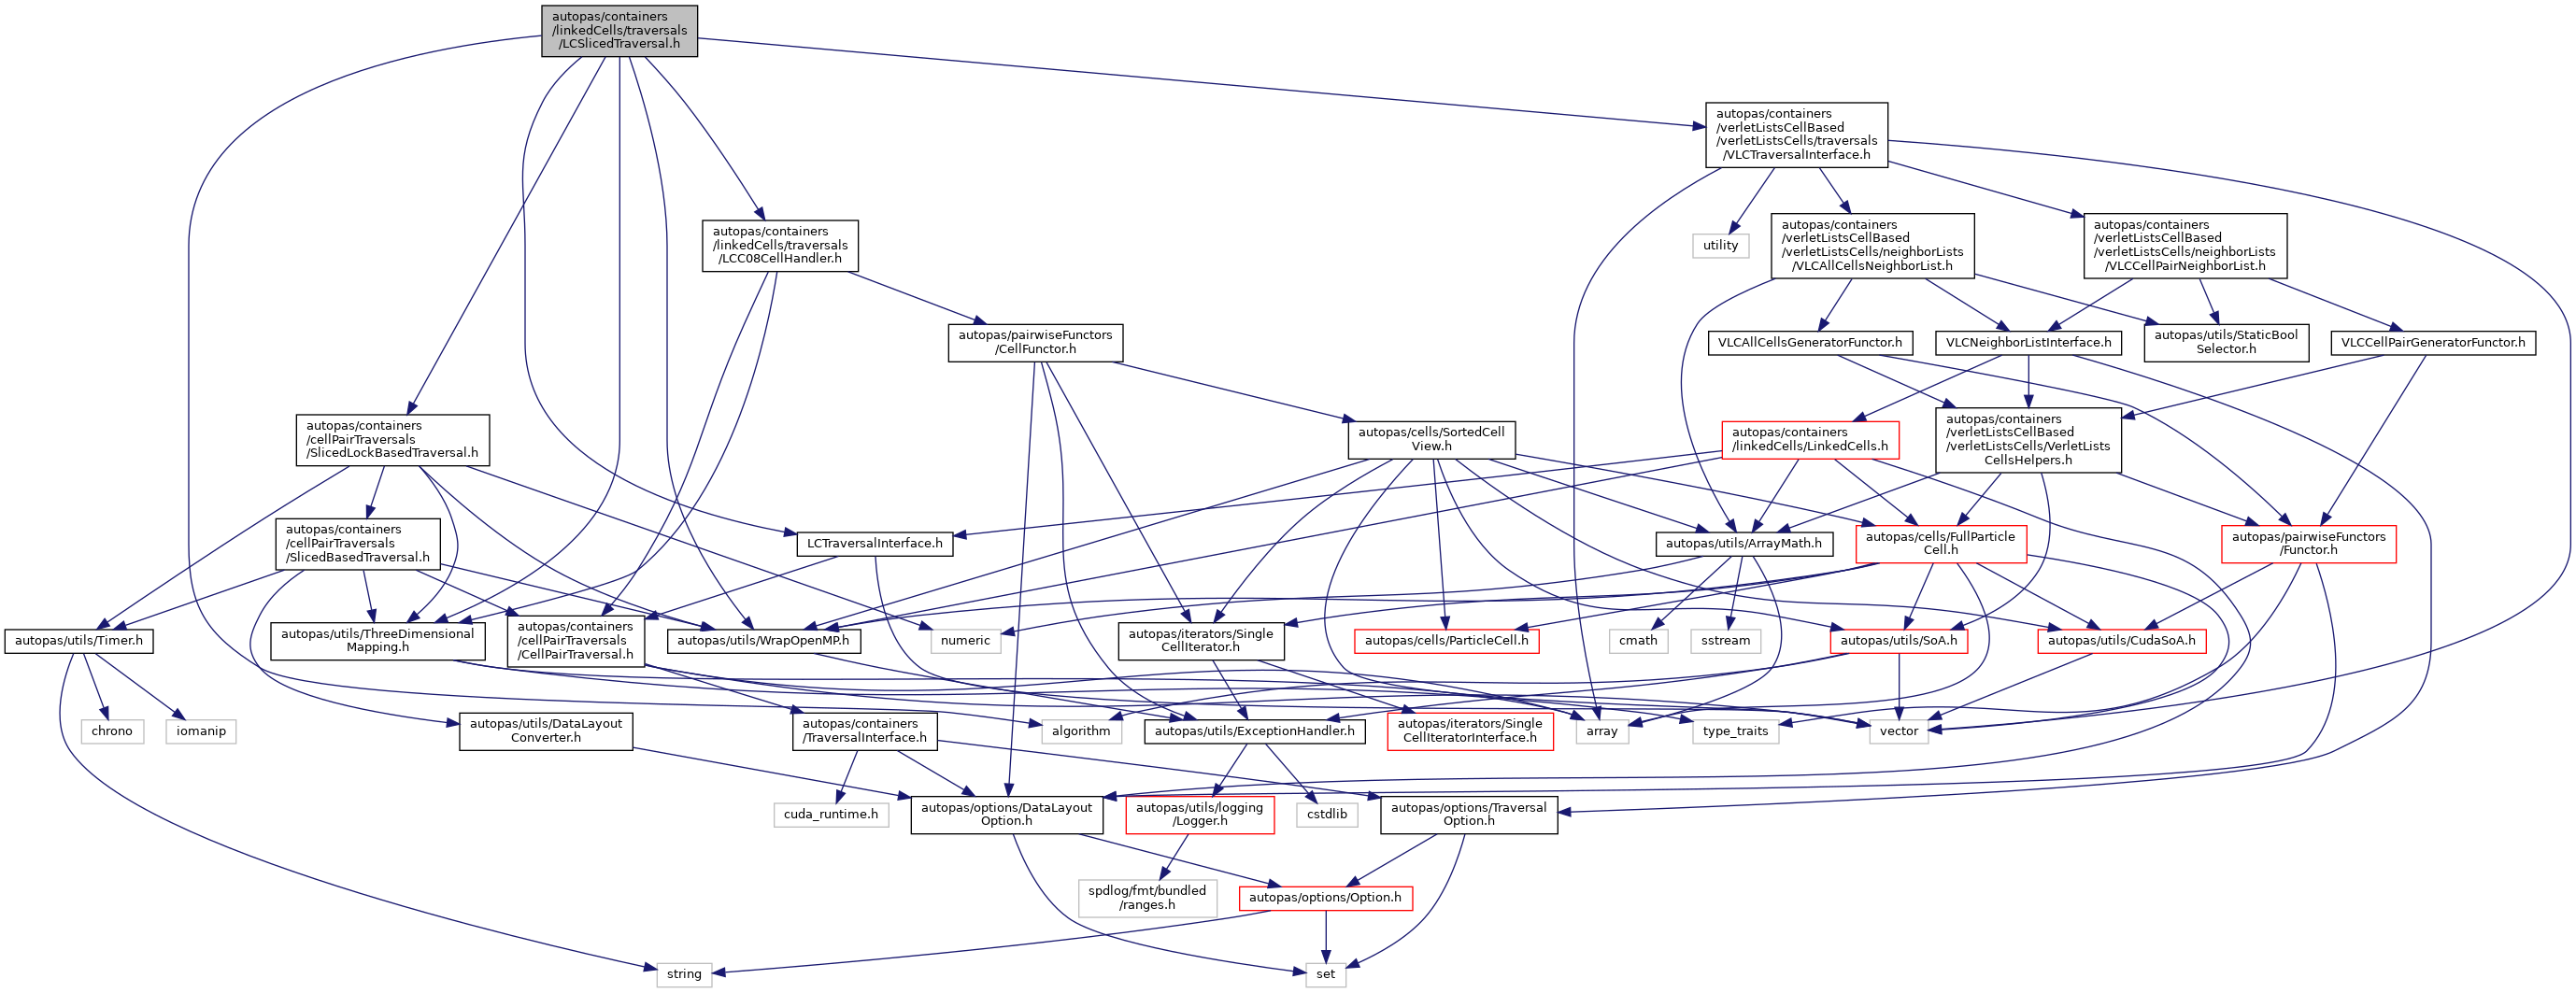 autopas/containers
/linkedCells/traversals
/LCSlicedTraversal.h
autopas/containers
/verletListsCellBased
/verletListsCells/traversals
/VLCTraversalInterface.h
autopas/containers
/linkedCells/traversals
/LCC08CellHandler.h
utility
autopas/containers
/verletListsCellBased
/verletListsCells/neighborLists
/VLCAllCellsNeighborList.h
autopas/containers
/verletListsCellBased
/verletListsCells/neighborLists
/VLCCellPairNeighborList.h
autopas/pairwiseFunctors
/CellFunctor.h
VLCAllCellsGeneratorFunctor.h
VLCNeighborListInterface.h
autopas/utils/StaticBool
Selector.h
VLCCellPairGeneratorFunctor.h
autopas/containers
/cellPairTraversals
/SlicedLockBasedTraversal.h
autopas/cells/SortedCell
View.h
autopas/containers
/linkedCells/LinkedCells.h
autopas/containers
/verletListsCellBased
/verletListsCells/VerletLists
CellsHelpers.h
autopas/containers
/cellPairTraversals
/SlicedBasedTraversal.h
LCTraversalInterface.h
autopas/utils/ArrayMath.h
autopas/cells/FullParticle
Cell.h
autopas/pairwiseFunctors
/Functor.h
autopas/utils/Timer.h
autopas/utils/ThreeDimensional
Mapping.h
autopas/containers
/cellPairTraversals
/CellPairTraversal.h
autopas/utils/WrapOpenMP.h
numeric
autopas/iterators/Single
CellIterator.h
autopas/cells/ParticleCell.h
cmath
sstream
autopas/utils/SoA.h
autopas/utils/CudaSoA.h
chrono
iomanip
autopas/utils/DataLayout
Converter.h
autopas/containers
/TraversalInterface.h
algorithm
autopas/utils/ExceptionHandler.h
autopas/iterators/Single
CellIteratorInterface.h
array
type_traits
vector
cuda_runtime.h
autopas/options/DataLayout
Option.h
autopas/utils/logging
/Logger.h
cstdlib
autopas/options/Traversal
Option.h
spdlog/fmt/bundled
/ranges.h
autopas/options/Option.h
string
set